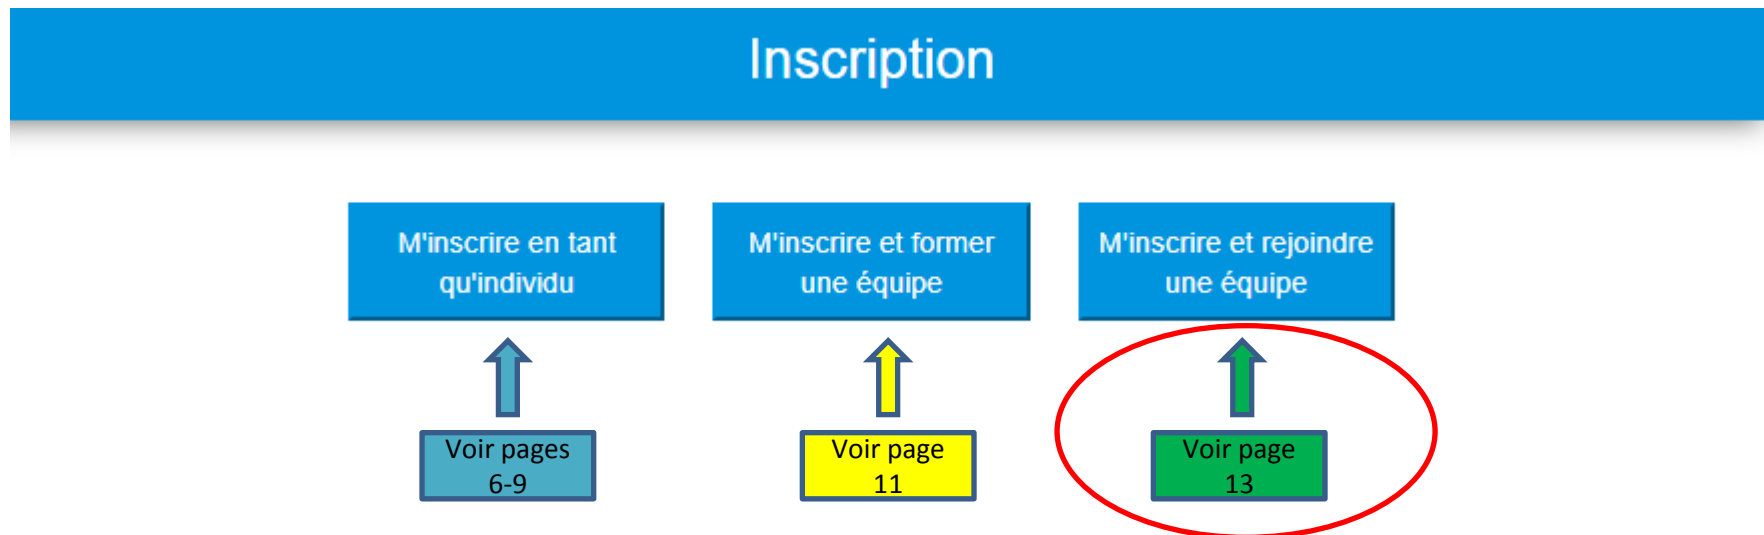 Inscription
M'inscrire en tant
qu'individu
M'inscrire et former
une équipe
M'inscrire et rejoindre
une équipe
Voir pages
6-9
Voir page
11
Voir page
13